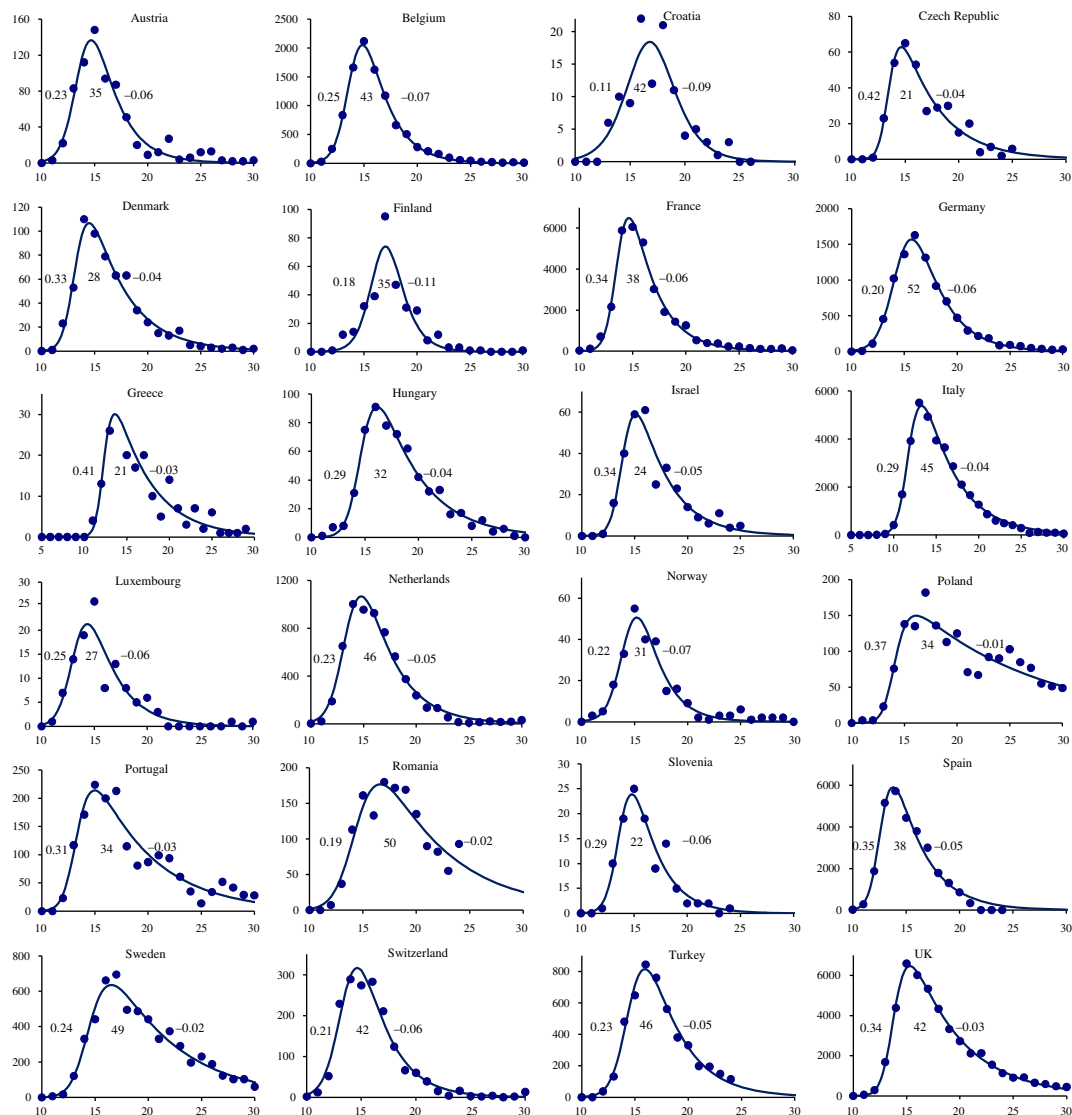 Austria
160
120
80
40
0
0.23 35 −0.06
10 15 20 25 30
Belgium
2500
2000
1500
1000
500
0
0.25 43 −0.07
10 15 20 25 30
Croatia
20
15
10
5
0
0.11 42 −0.09
10 15 20 25 30
Czech Republic
80
60
40
20
0
0.42 21 −0.04
10 15 20 25 30
Denmark
120
100
80
60
40
20
0
0.33 28 −0.04
10 15 20 25 30
Finland
100
80
60
40
20
0
0.18 35 −0.11
10 15 20 25 30
France
6000
4000
2000
0
0.34 38 −0.06
10 15 20 25 30
Germany
2000
1500
1000
500
0
0.20 52 −0.06
10 15 20 25 30
Greece
30
20
10
0
0.41 21 −0.03
5 10 15 20 25 30
Hungary
100
80
60
40
20
0
0.29 32 −0.04
10 15 20 25 30
Israel
60
40
20
0
0.34 24 −0.05
10 15 20 25 30
Italy
6000
4000
2000
0
0.29 45 −0.04
5 10 15 20 25 30
Luxembourg
30
25
20
15
10
5
0
0.25 27 −0.06
10 15 20 25 30
Netherlands
1200
800
400
0
0.23 46 −0.05
10 15 20 25 30
Norway
60
40
20
0
0.22 31 −0.07
10 15 20 25 30
Poland
200
150
100
50
0
0.37 34 −0.01
10 15 20 25 30
Portugal
250
200
150
100
50
0
0.31 34 −0.03
10 15 20 25 30
Romania
200
150
100
50
0
0.19 50 −0.02
10 15 20 25 30
Slovenia
30
25
20
15
10
15
0
0.29 22 −0.06
10 15 20 25 30
Spain
6000
4000
2000
0
0.35 38 −0.05
10 15 20 25 30
Sweden
800
600
400
200
0
0.24 49 −0.02
10 15 20 25 30
Switzerland
300
200
100
0
0.21 42 −0.06
10 15 20 25 30
Turkey
800
600
400
200
0
0.23 46 −0.05
10 15 20 25 30
UK
6000
4000
2000
0
0.34 42 −0.03
10 15 20 25 30